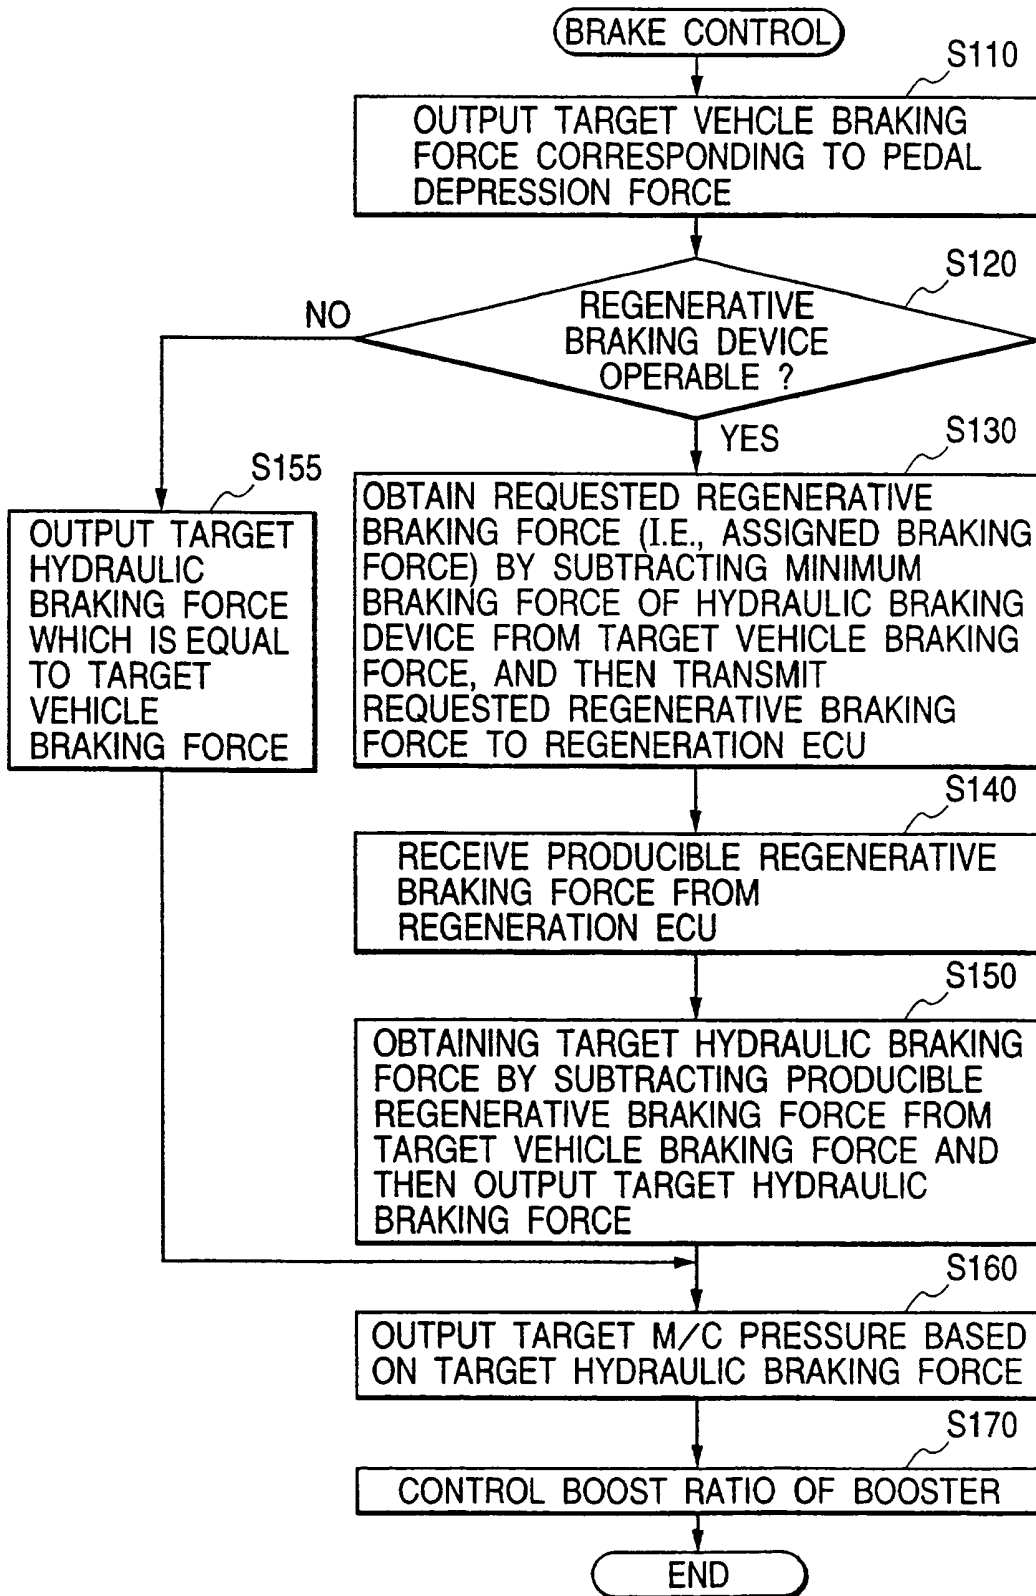 BRAKE CONTROL
S110
OUTPUT TARGET VEHCLE BRAKING
FORCE CORRESPONDING TO PEDAL
DEPRESSION FORCE
S120
REGENERATIVE
BRAKING DEVICE
OPERABLE ?
NO
YES
S130
OBTAIN REQUESTED REGENERATIVE
BRAKING FORCE (I.E., ASSIGNED BRAKING
FORCE) BY SUBTRACTING MINIMUM
BRAKING FORCE OF HYDRAULIC BRAKING
DEVICE FROM TARGET VEHICLE BRAKING
FORCE, AND THEN TRANSMIT
REQUESTED REGENERATIVE BRAKING
FORCE TO REGENERATION ECU
S155
OUTPUT TARGET
HYDRAULIC
BRAKING FORCE
WHICH IS EQUAL
TO TARGET
VEHICLE
BRAKING FORCE
S140
RECEIVE PRODUCIBLE REGENERATIVE
BRAKING FORCE FROM
REGENERATION ECU
S150
OBTAINING TARGET HYDRAULIC BRAKING
FORCE BY SUBTRACTING PRODUCIBLE
REGENERATIVE BRAKING FORCE FROM
TARGET VEHICLE BRAKING FORCE AND
THEN OUTPUT TARGET HYDRAULIC
BRAKING FORCE
S160
OUTPUT TARGET M/C PRESSURE BASED
ON TARGET HYDRAULIC BRAKING FORCE
S170
CONTROL BOOST RATIO OF BOOSTER
END